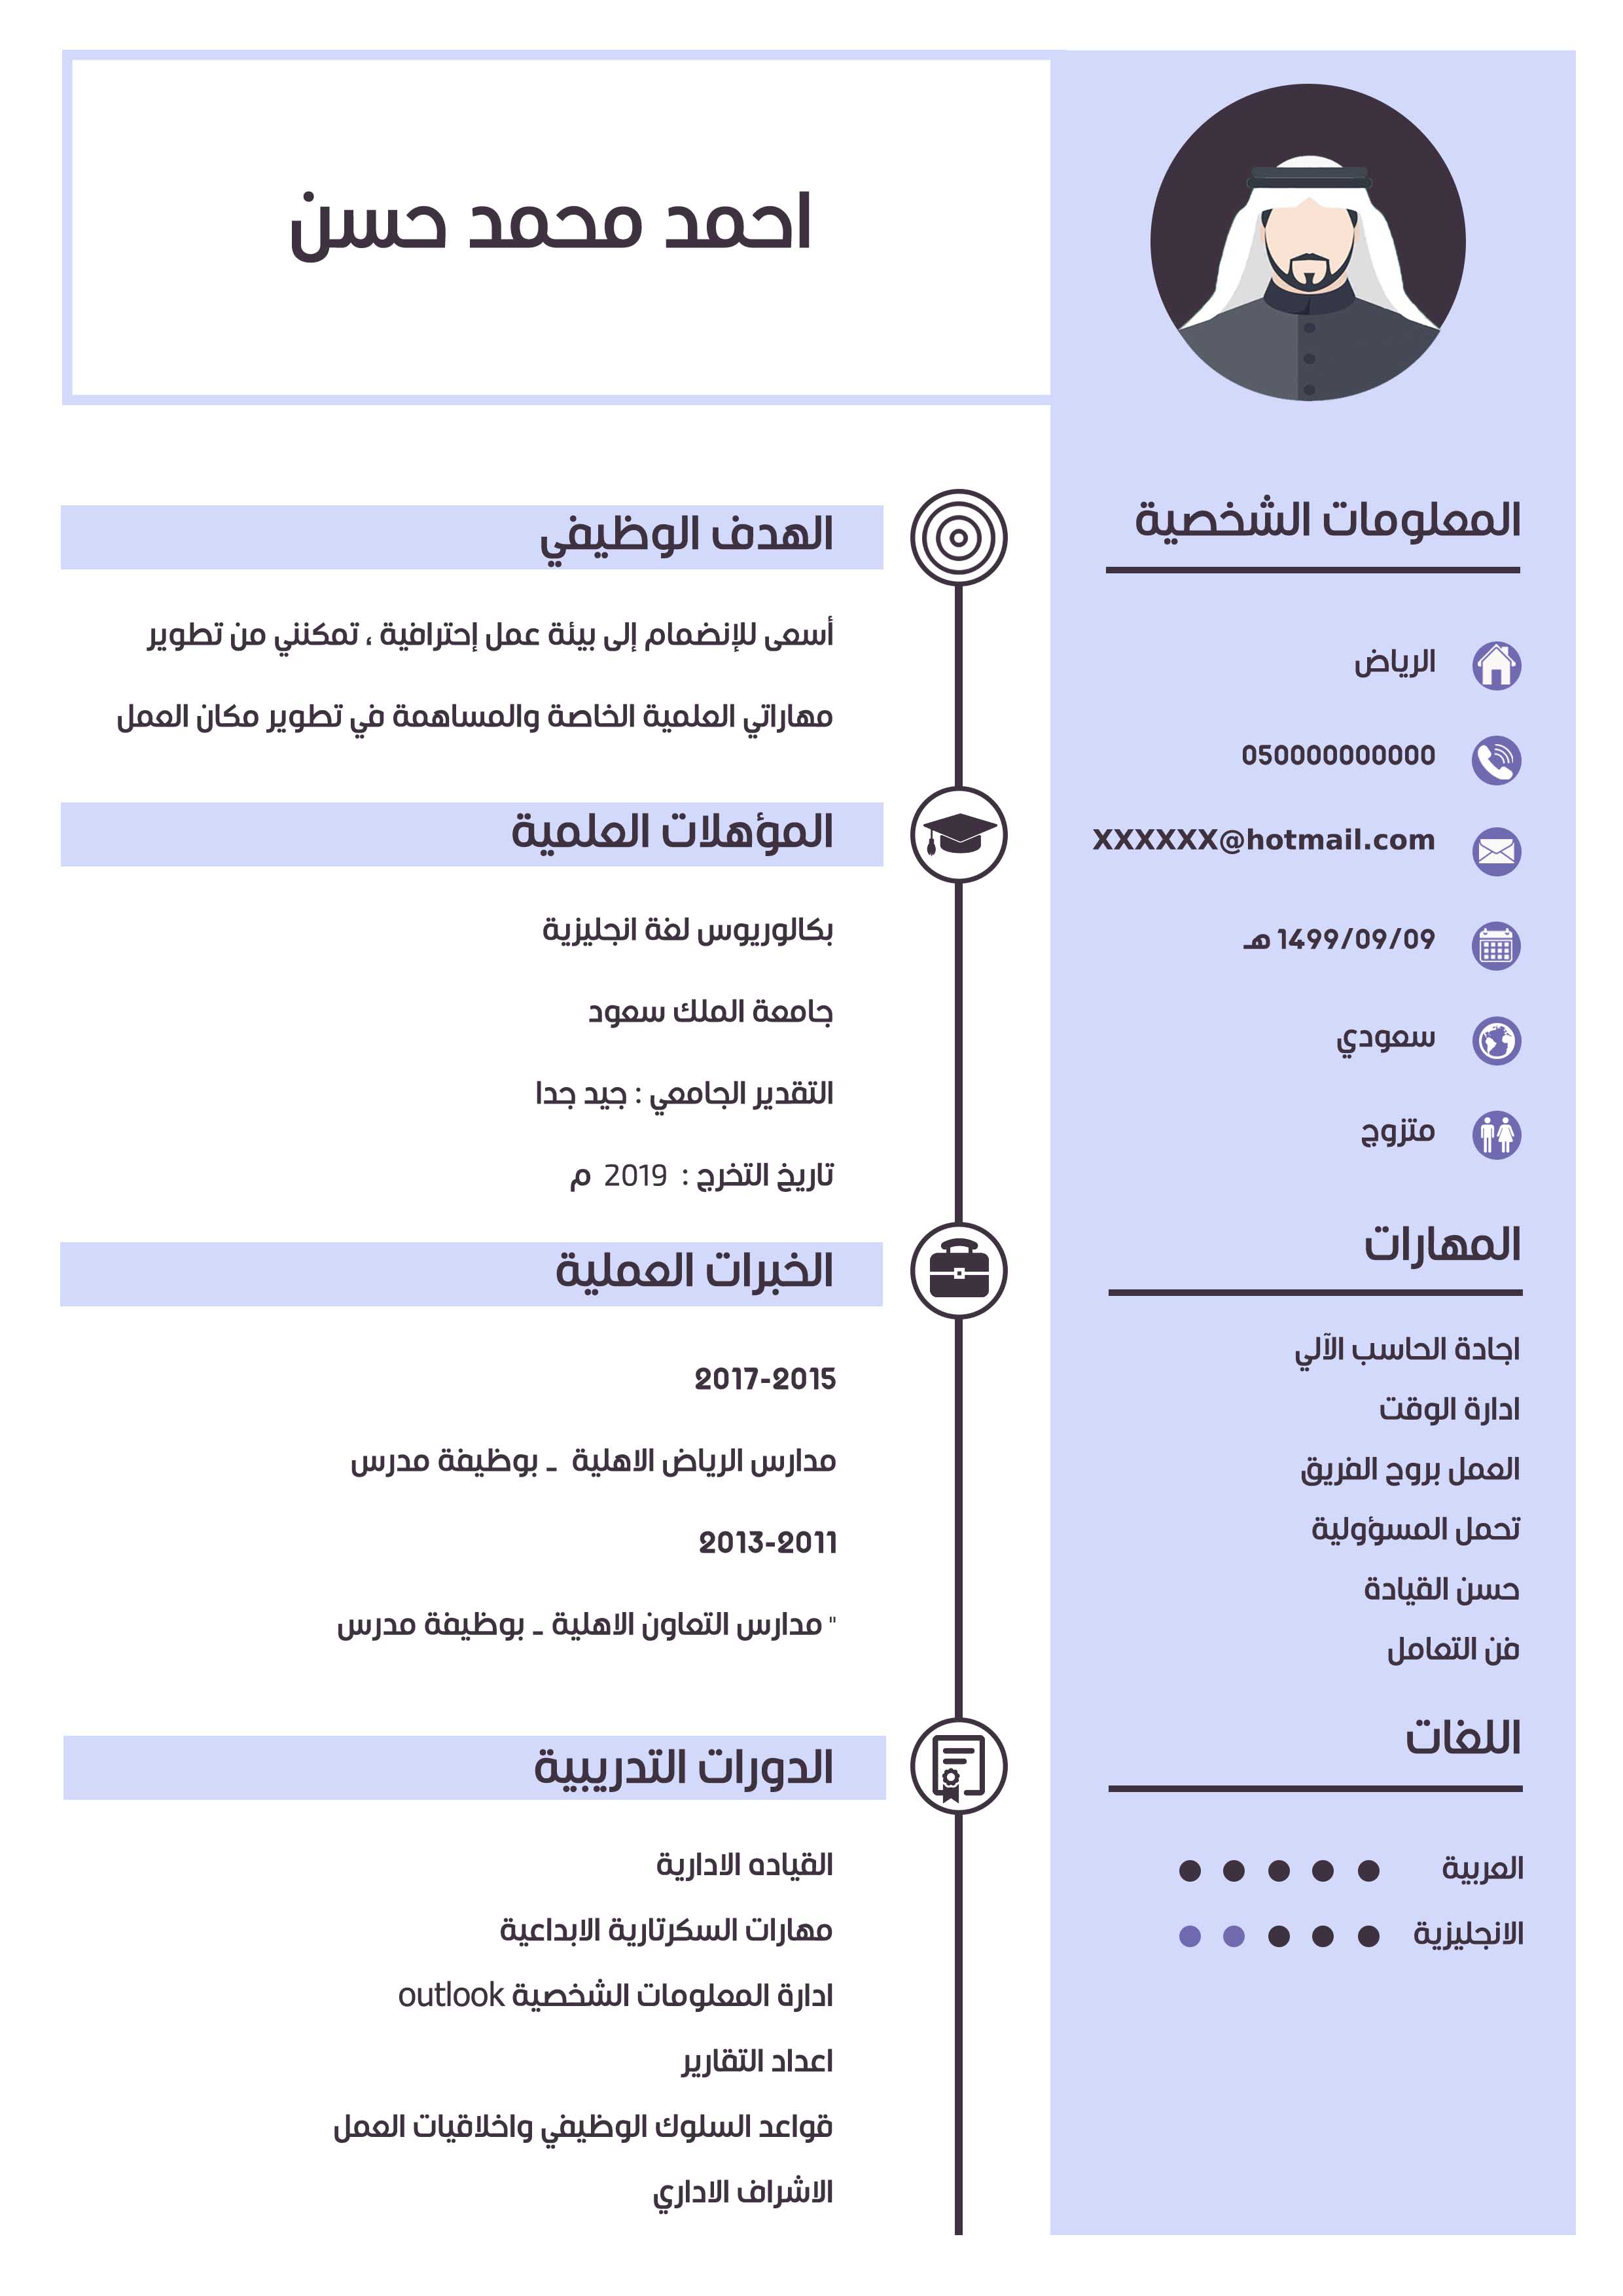 احمد محمد حسن
المعلومات الشخصية
الرياض
050000000000
XXXXXX@hotmail.com
1499/09/09 هـ
سعودي
متزوج
المهارات
اجادة الحاسب الآلي
ادارة الوقت
العمل بروح الفريق
تحمل المسؤولية
حسن القيادة
فن التعامل
اللغات
العربية
الانجليزية
الهدف الوظيفي
أسعى للإنضمام إلى بيئة عمل إحترافية ، تمكنني من تطوير
مهاراتي العلمية الخاصة والمساهمة في تطوير مكان العمل
المؤهلات العلمية
بكالوريوس لغة انجليزية
جامعة الملك سعود
التقدير الجامعي : جيد جدا
تاريخ التخرج : 2019 م
الخبرات العملية
2017-2015
مدارس الرياض الاهلية ـ بوظيفة مدرس
2013-2011
" مدارس التعاون الاهلية ـ بوظيفة مدرس
الدورات التدريبية
القياده الادارية
مهارات السكرتارية الابداعية
ادارة المعلومات الشخصية outlook
اعداد التقارير
قواعد السلوك الوظيفي واخلاقيات العمل
الاشراف الاداري